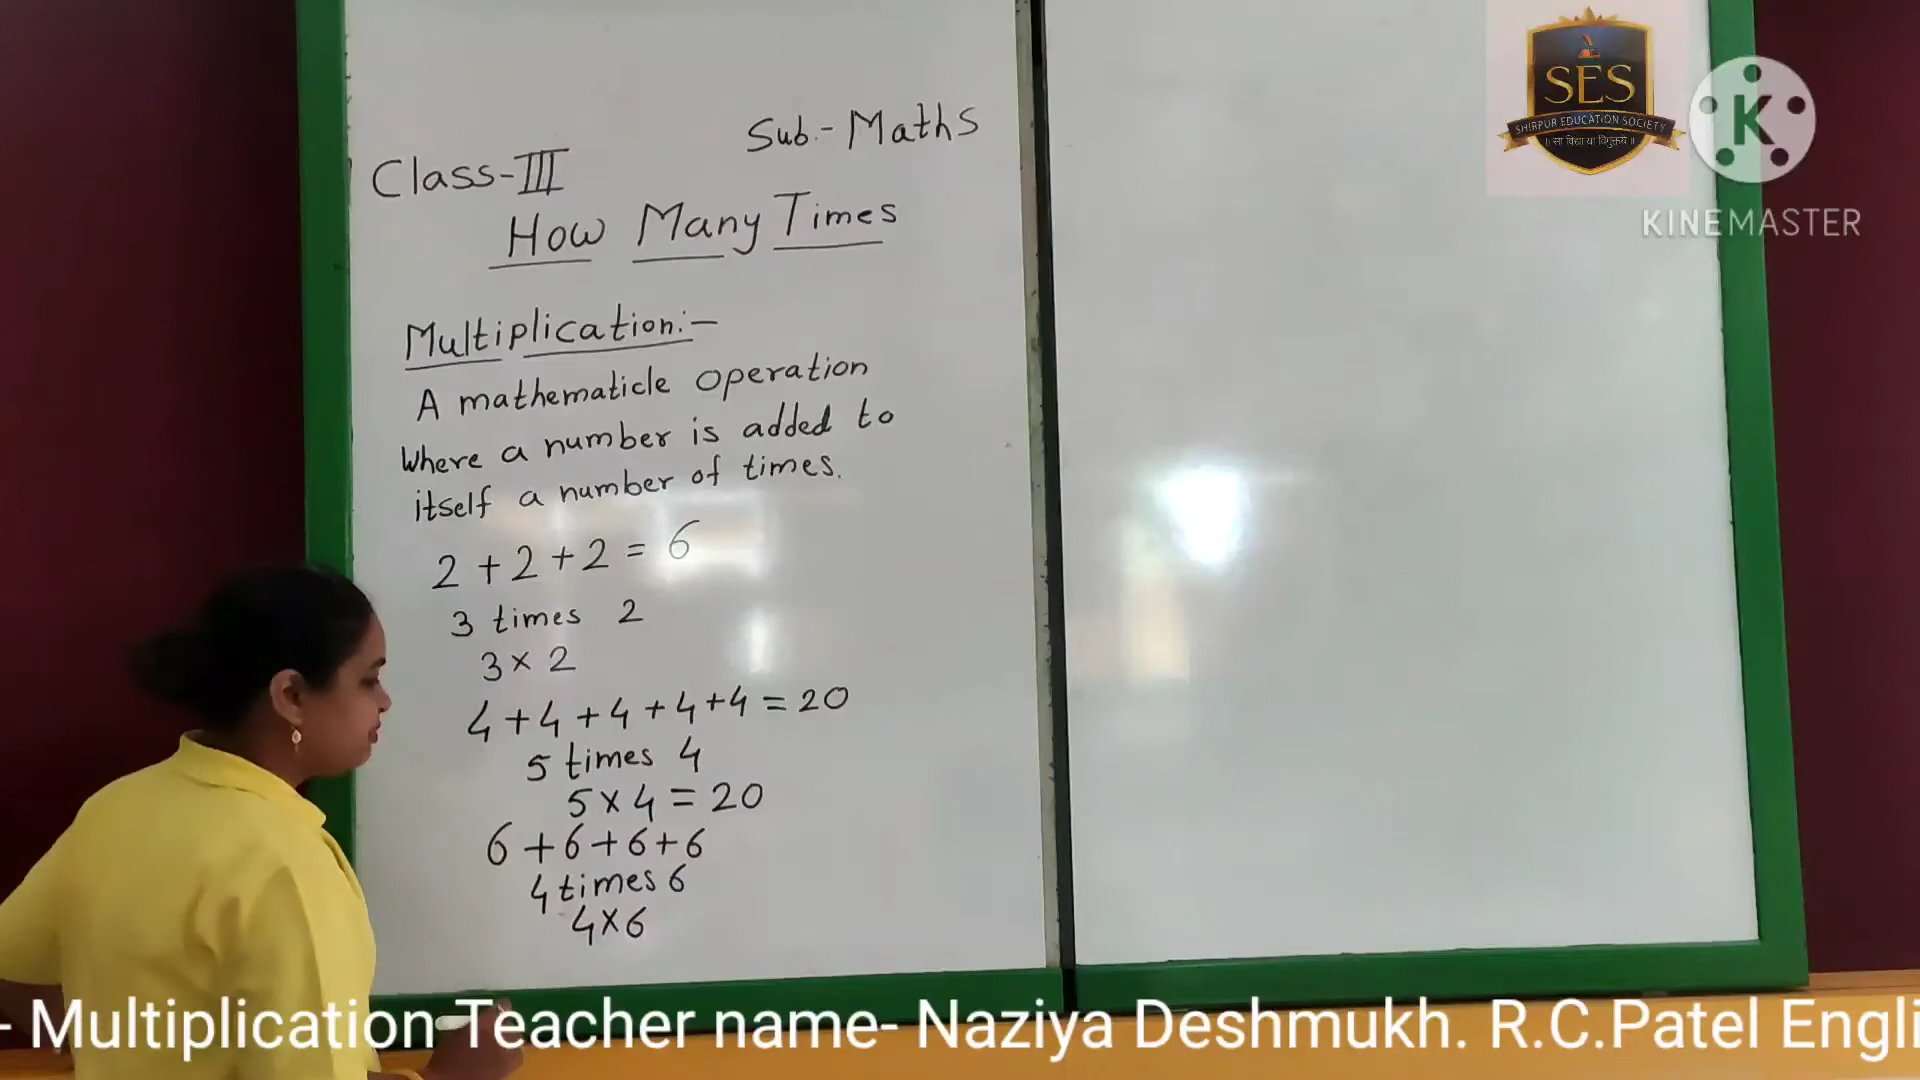 Sub.- Maths
Class-III
How Many Times
Multiplication:-
A mathematicle operation
Where a number is added to
itself a number of times.
2 + 2 + 2 = 6
3 times 2
3 x 2
4 + 4 + 4 + 4 + 4 = 20
5 times 4
5 x 4 = 20
6 + 6 + 6 + 6
4 times 6
4 x 6
SES
SHIRPUR EDUCATION SOCIETY
॥ सा विद्या या विमुक्तये ॥
K
KINEMASTER
- Multiplication Teacher name- Naziya Deshmukh. R.C.Patel Engli